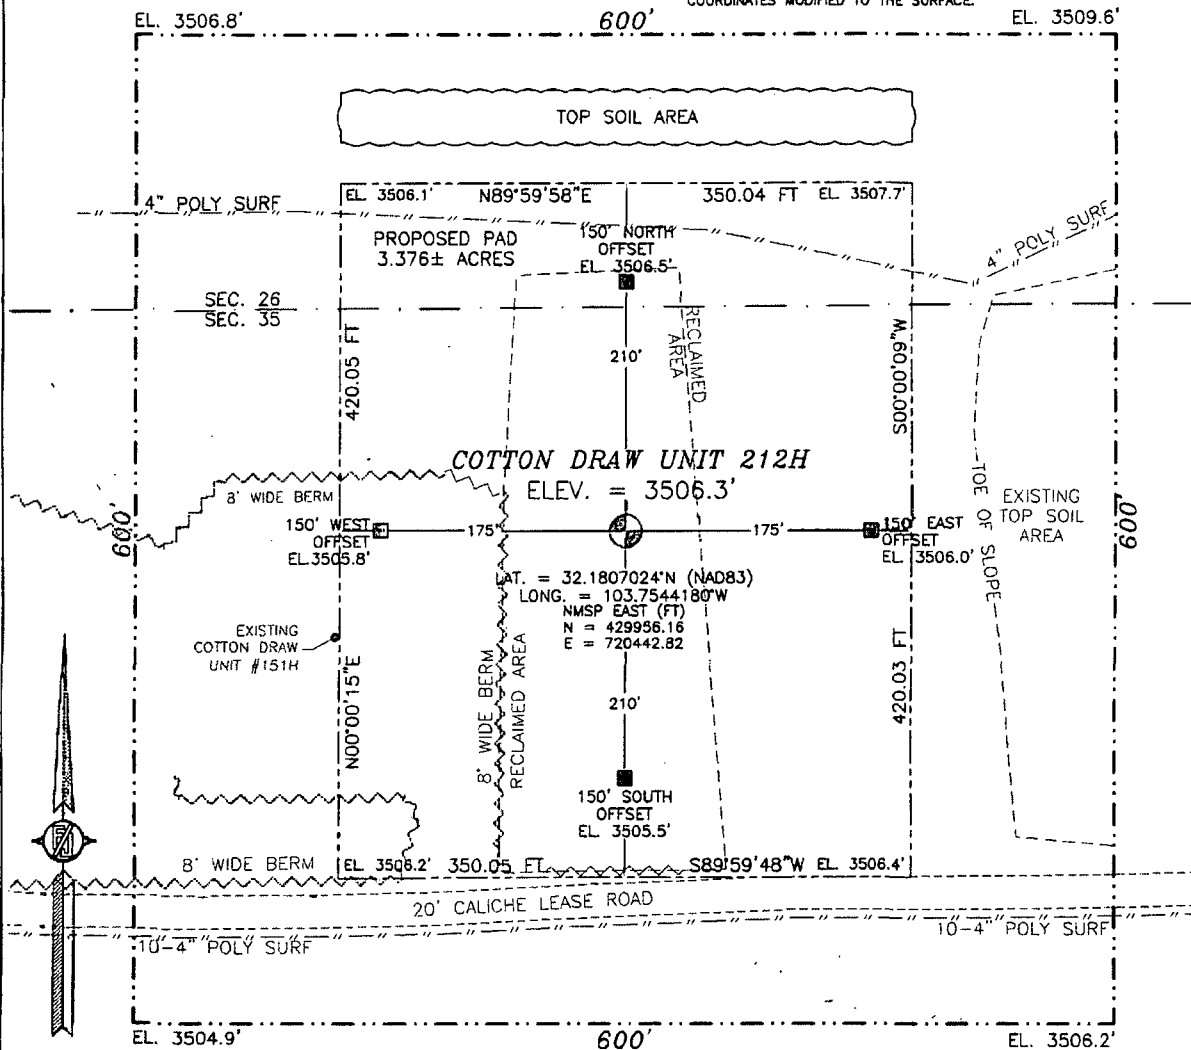 COORDINATES MODIFIED TO THE SURFACE.
EL. 3506.8'
600'
EL. 3509.6'
TOP SOIL AREA
4" POLY SURF
EL 3506.1'
N89°59'58"E
350.04 FT
EL 3507.7'
4" POLY SURF
PROPOSED PAD
3.376± ACRES
150' NORTH
OFFSET
EL 3506.5'
SEC. 26
SEC. 35
420.05 FT
210'
RECLAIMED
AREA
S00°00'09"W
COTTON DRAW UNIT 212H
ELEV. = 3506.3'
8' WIDE BERM
600'
150' WEST
OFFSET
EL.3505.8'
175'
175'
150' EAST
OFFSET
EL 3506.0'
TOE OF SLOPE
EXISTING
TOP SOIL
AREA
600'
LAT. = 32.1807024°N (NAD83)
LONG. = 103.7544180°W
NMSP EAST (FT)
N = 429956.16
E = 720442.82
EXISTING
COTTON DRAW
UNIT #151H
N00°00'15"E
8' WIDE BERM
RECLAIMED AREA
210'
420.03 FT
150' SOUTH
OFFSET
EL 3505.5'
8' WIDE BERM
EL 3506.2'
350.05 FT
S89°59'48"W
EL 3506.4'
20' CALICHE LEASE ROAD
10-4" POLY SURF
10-4" POLY SURF
EL. 3504.9'
600'
EL. 3506.2'